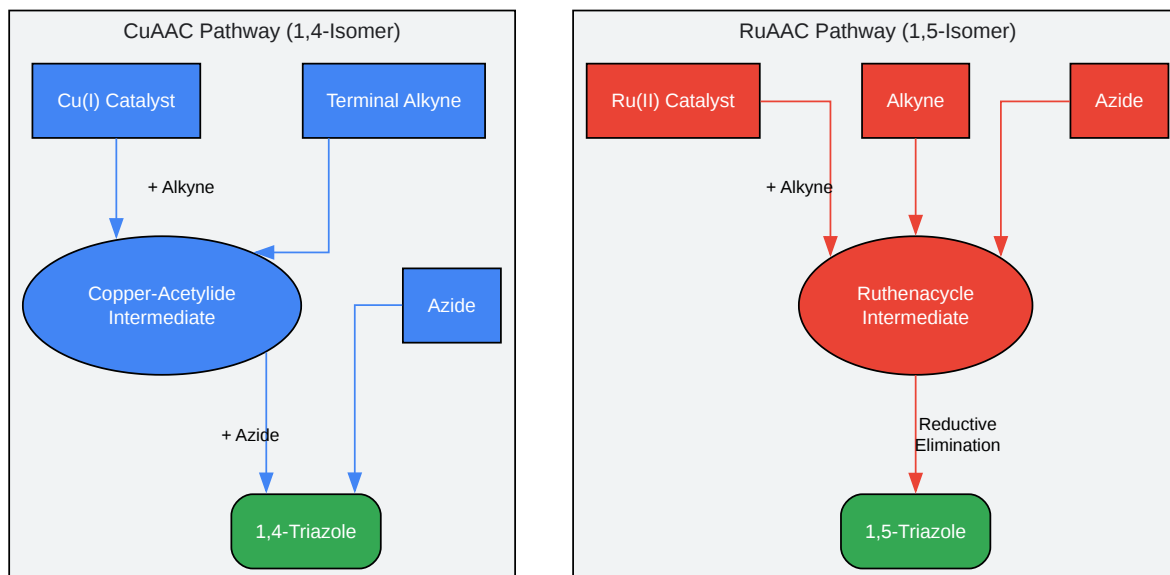 CuAAC Pathway (1,4-Isomer)
Cu(I) Catalyst
Terminal Alkyne
+ Alkyne
Copper-Acetylide
Intermediate
Azide
+ Azide
1,4-Triazole
RuAAC Pathway (1,5-Isomer)
Ru(II) Catalyst
Alkyne
Azide
+ Alkyne
Ruthenacycle
Intermediate
Reductive
Elimination
1,5-Triazole